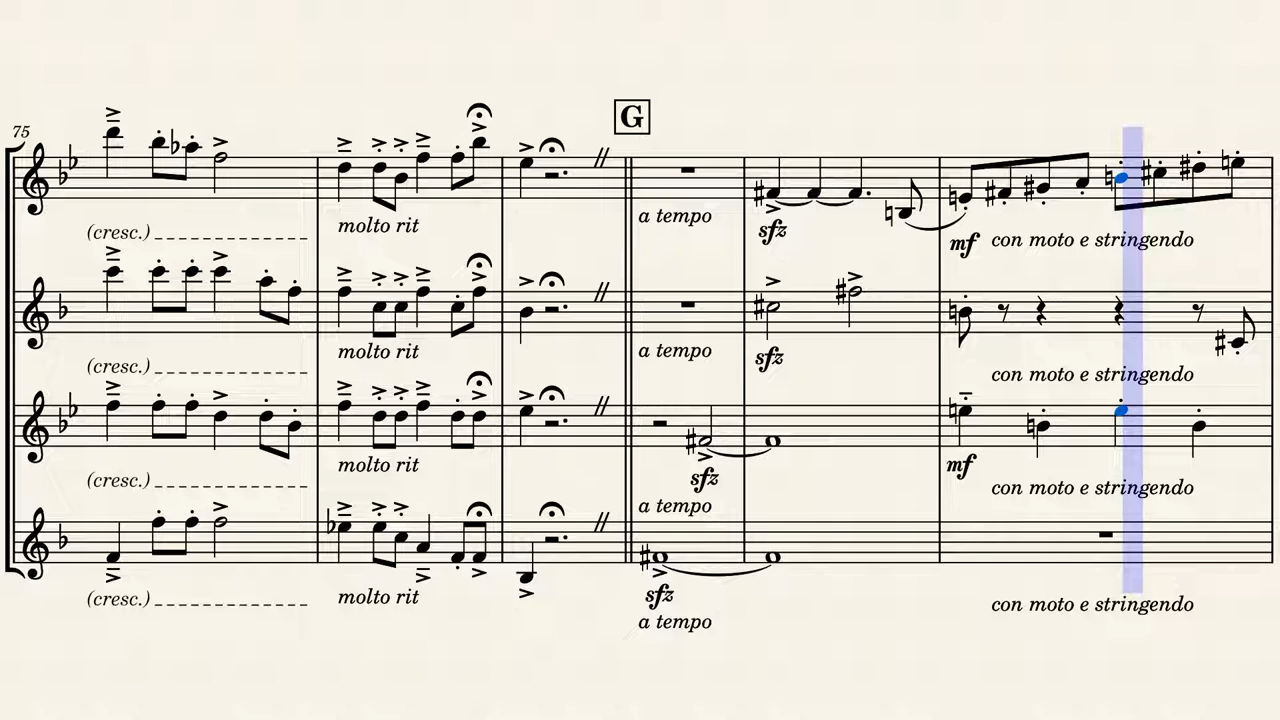 G
75
(cresc.)
molto rit
a tempo
sfz
mf
con moto e stringendo
(cresc.)
molto rit
a tempo
sfz
con moto e stringendo
(cresc.)
molto rit
sfz
a tempo
mf
con moto e stringendo
(cresc.)
molto rit
sfz
a tempo
con moto e stringendo